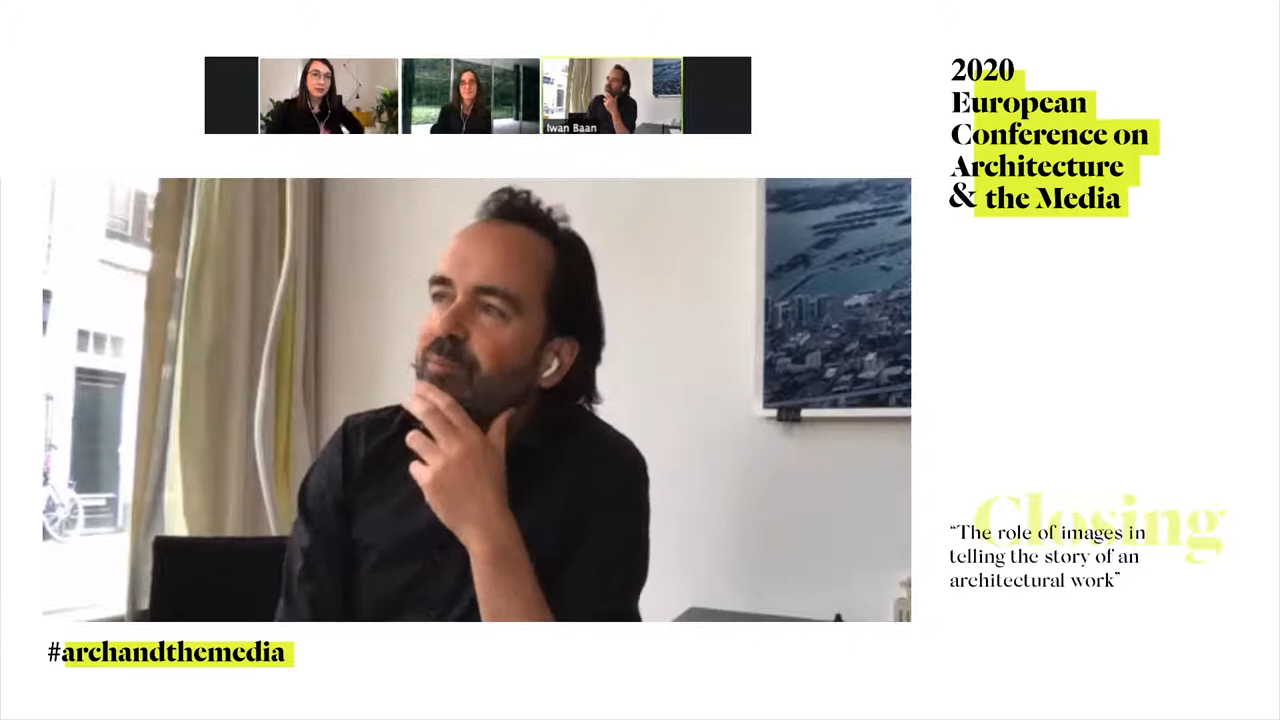 Iwan Baan
2020
European
Conference on
Architecture
& the Media
Closing
“The role of images in
telling the story of an
architectural work”
#archandthemedia